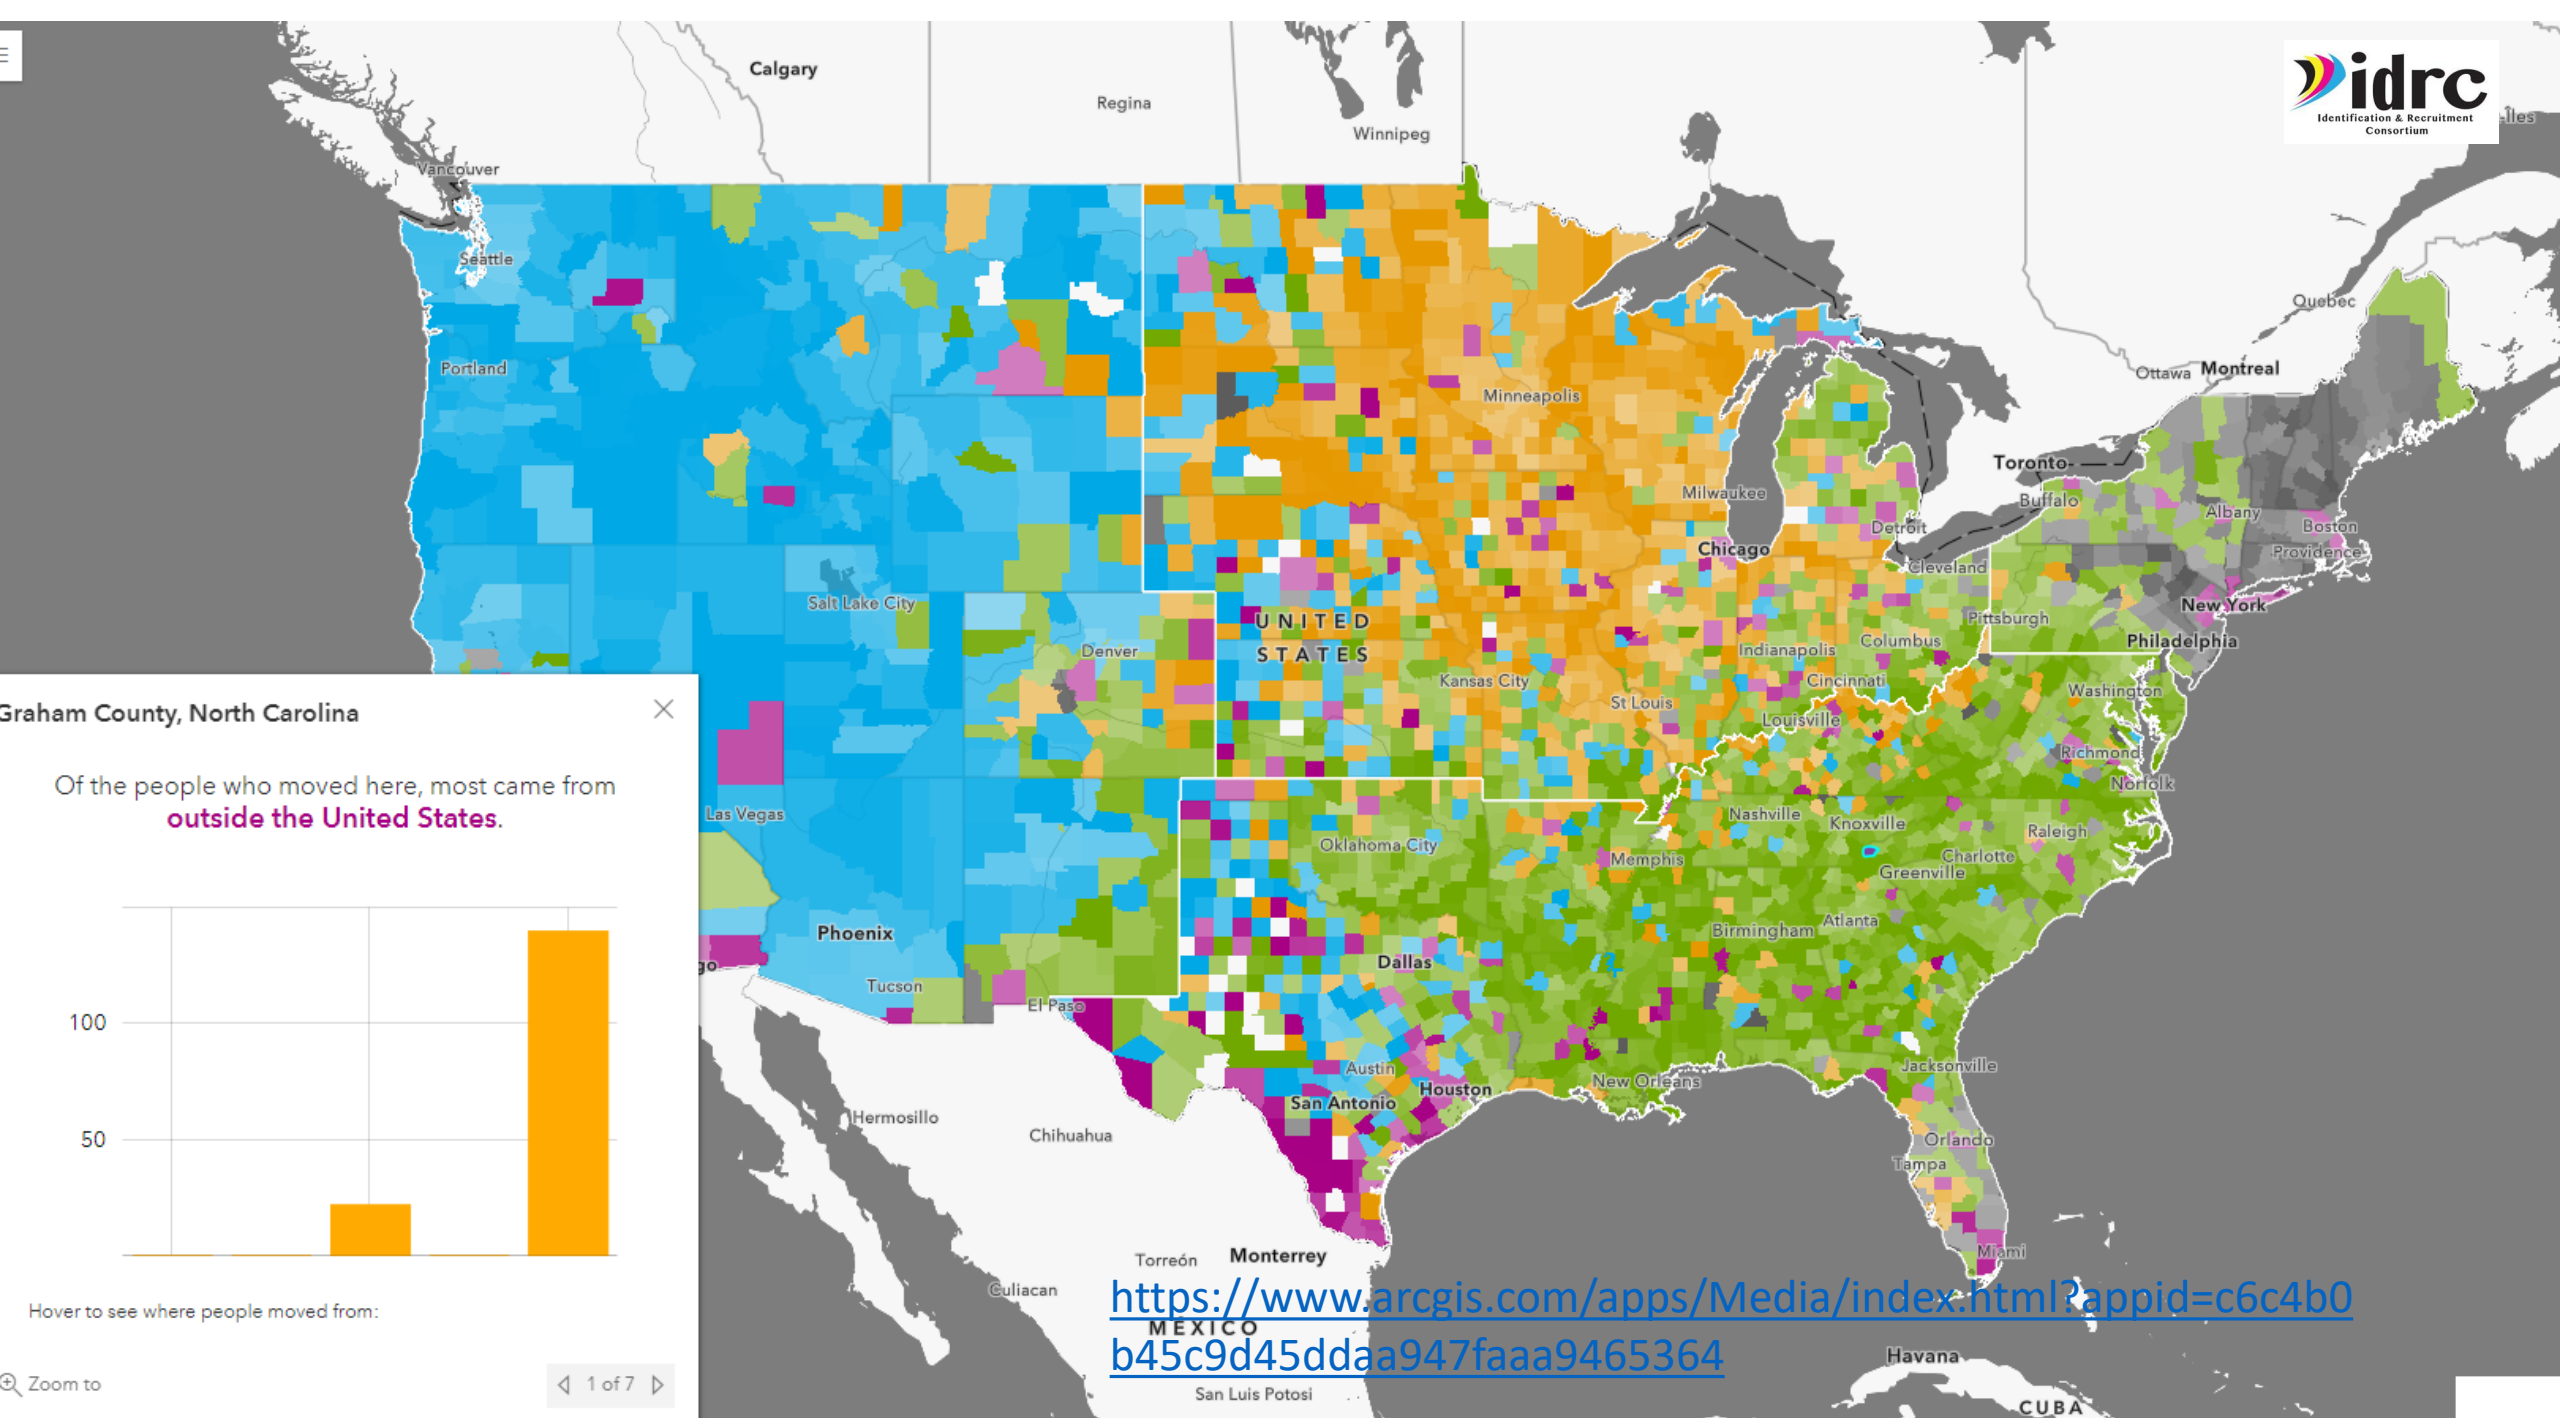 idrc
Identification & Recruitment
Consortium
Calgary
Regina
Winnipeg
-Îles
Vancouver
Seattle
Quebec
Portland
Ottawa
Montreal
Minneapolis
Toronto
Milwaukee
Buffalo
Albany
Detroit
Boston
Chicago
Providence
Cleveland
Salt Lake City
New York
UNITED
STATES
Pittsburgh
Denver
Columbus
Philadelphia
Indianapolis
Kansas City
Cincinnati
Washington
St Louis
Louisville
Richmond
Norfolk
Las Vegas
Nashville
Knoxville
Raleigh
Oklahoma City
Memphis
Charlotte
Greenville
Phoenix
Birmingham
Atlanta
Dallas
go
Tucson
El Paso
Austin
Jacksonville
Houston
New Orleans
San Antonio
Hermosillo
Chihuahua
Orlando
Tampa
Torreón
Monterrey
Miami
Culiacan
MÉXICO
San Luis Potosi
Havana
CUBA
https://www.arcgis.com/apps/Media/index.html?appid=c6c4b0
b45c9d45ddaa947faaa9465364
Graham County, North Carolina
Of the people who moved here, most came from
outside the United States.
100
50
Hover to see where people moved from:
Zoom to
1 of 7